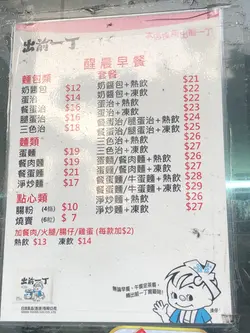 出前一丁
醒晨早餐
麵包類
奶醬包 $12
蛋治 $14
餐蛋治 $16
腿蛋治 $16
三色治 $18
麵類
蛋麵 $19
餐肉麵 $19
餐蛋麵 $21
淨炒麵 $17
點心類
腸粉 (4條) $10
燒賣 (6粒) $7
套餐
奶醬包+熱飲 $21
奶醬包+凍飲 $22
蛋治+熱飲 $23
蛋治+凍飲 $24
餐蛋治/腿蛋治+熱飲 $25
餐蛋治/腿蛋治+凍飲 $26
三色治+熱飲 $27
三色治+凍飲 $28
蛋麵/餐肉麵+熱飲 $28
蛋麵/餐肉麵+凍飲 $29
餐蛋麵/牛蛋麵+熱飲 $28
餐蛋麵/牛蛋麵+凍飲 $29
淨炒麵+熱飲 $26
淨炒麵+凍飲 $27
加餐肉/火腿/腸仔/雞蛋 (每款加$2)
熱飲 $13 凍飲 $14
出前一丁